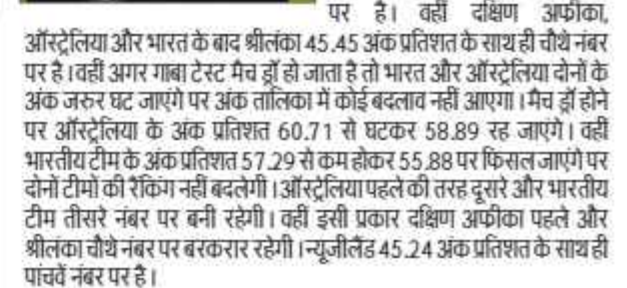 पर है। वहीं दक्षिण अफ्रीका,
ऑस्ट्रेलिया और भारत के बाद श्रीलंका 45.45 अंक प्रतिशत के साथ ही चौथे नंबर
पर है। वहीं अगर गाबा टेस्ट मैच ड्रॉ हो जाता है तो भारत और ऑस्ट्रेलिया दोनों के
अंक जरुर घट जाएंगे पर अंक तालिका में कोई बदलाव नहीं आएगा। मैच ड्रॉ होने
पर ऑस्ट्रेलिया के अंक प्रतिशत 60.71 से घटकर 58.89 रह जाएंगे। वहीं
भारतीय टीम के अंक प्रतिशत 57.29 से कम होकर 55.88 पर फिसल जाएंगे पर
दोनों टीमों की रैंकिंग नहीं बदलेगी। ऑस्ट्रेलिया पहले की तरह दूसरे और भारतीय
टीम तीसरे नंबर पर बनी रहेगी। वहीं इसी प्रकार दक्षिण अफ्रीका पहले और
श्रीलंका चौथे नंबर पर बरकरार रहेगी। न्यूजीलैंड 45.24 अंक प्रतिशत के साथ ही
पांचवें नंबर पर है।